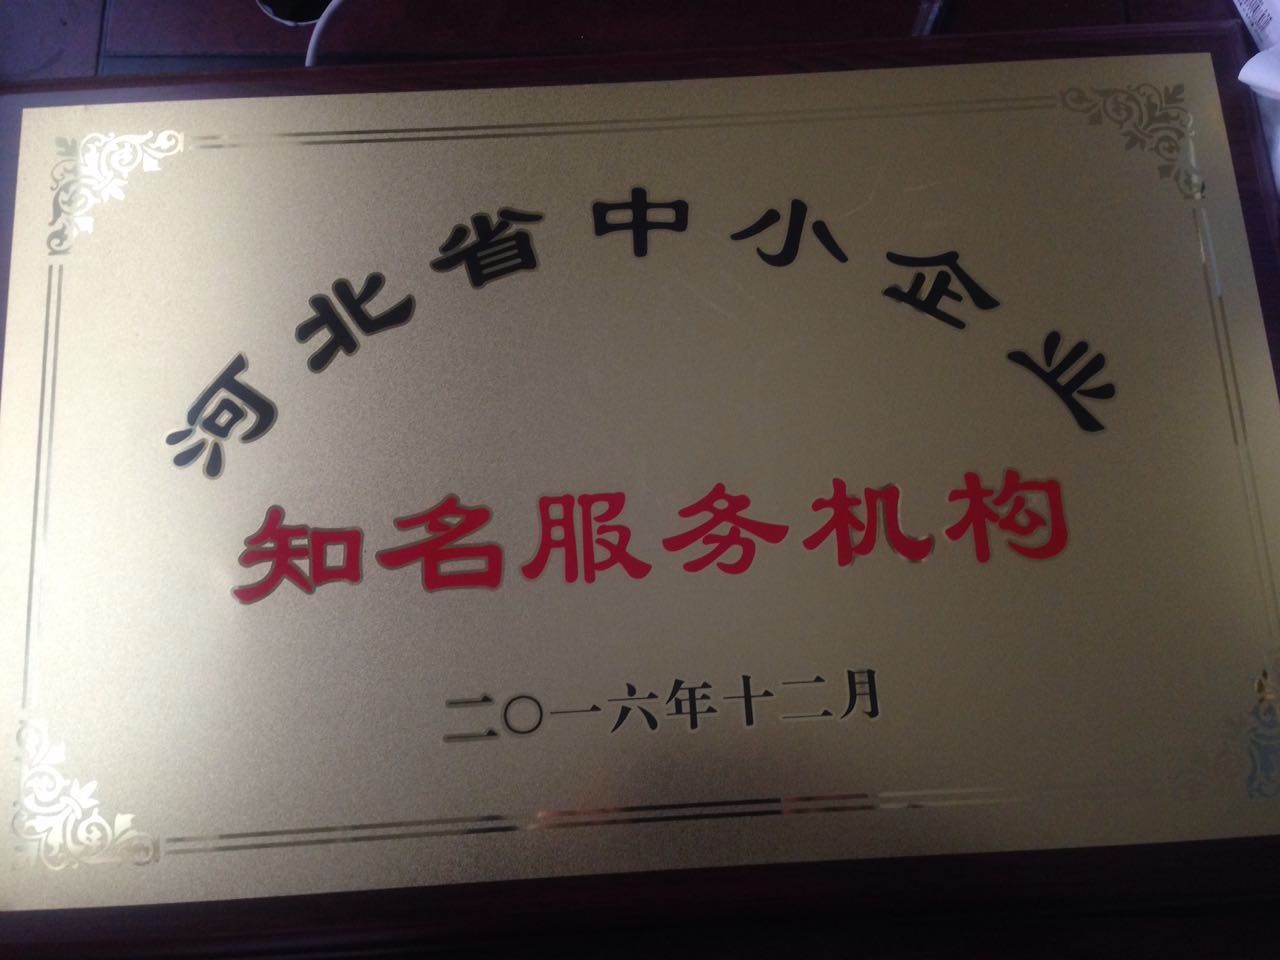 河北省中小企业
知名服务机构
二〇一六年十二月